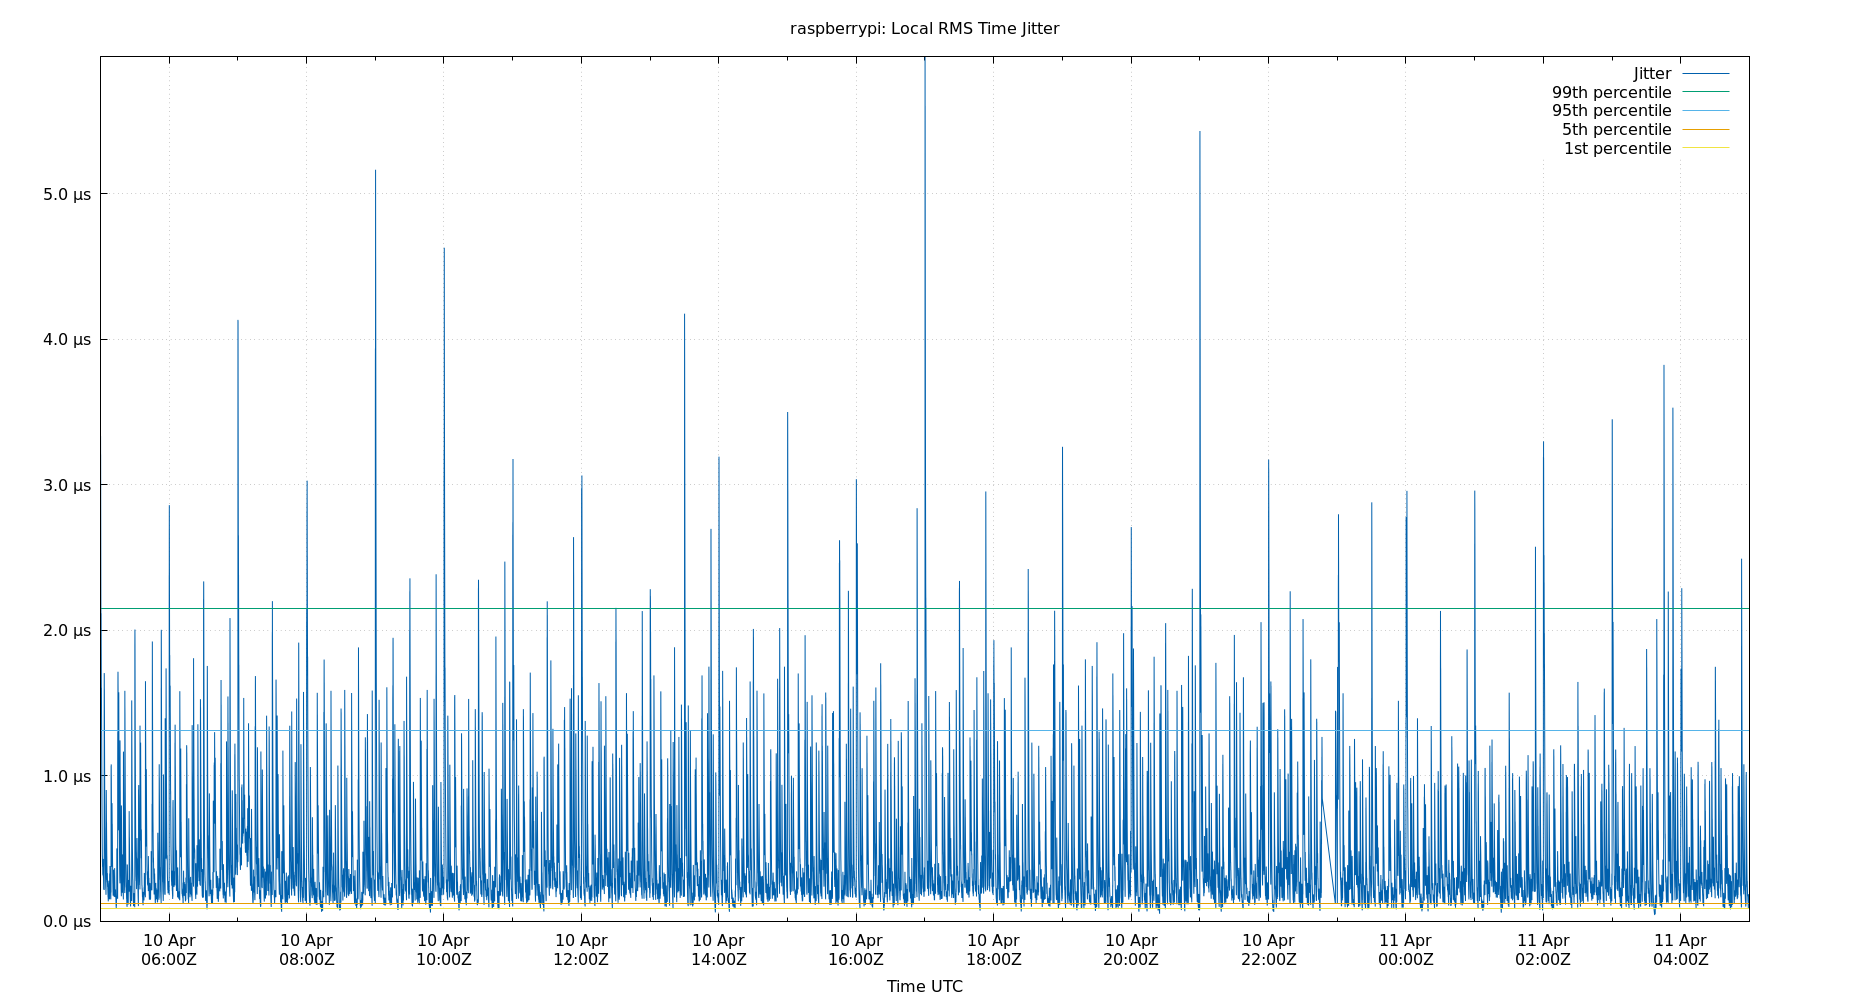 raspberrypi: Local RMS Time Jitter
Jitter
99th percentile
95th percentile
5th percentile
1st percentile
5.0 µs
4.0 µs
3.0 µs
2.0 µs
1.0 µs
0.0 µs
10 Apr 10 Apr 10 Apr 10 Apr 10 Apr 10 Apr 10 Apr 10 Apr 10 Apr 11 Apr 11 Apr 11 Apr
06:00Z 08:00Z 10:00Z 12:00Z 14:00Z 16:00Z 18:00Z 20:00Z 22:00Z 00:00Z 02:00Z 04:00Z
Time UTC